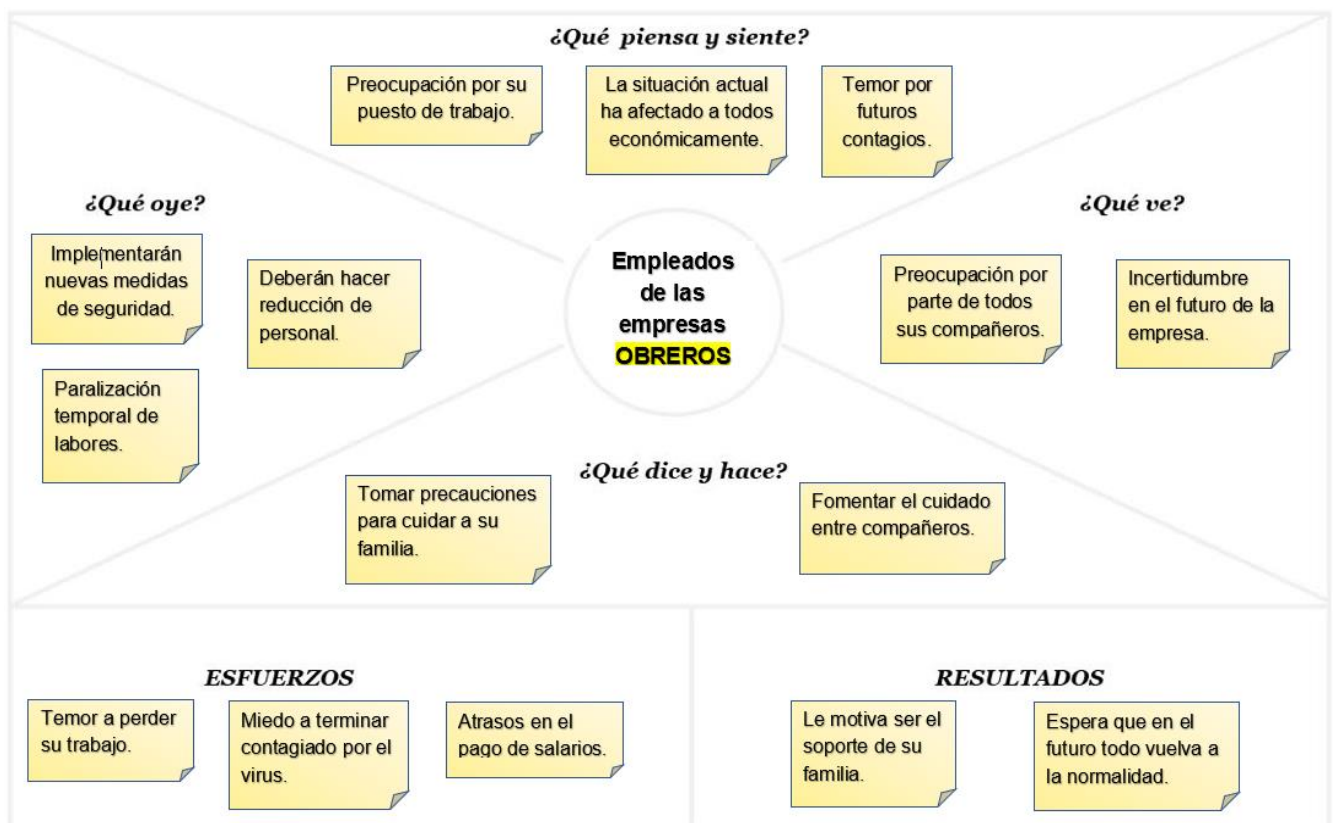 ¿Qué piensa y siente?
Preocupación por su
puesto de trabajo.
La situación actual
ha afectado a todos
económicamente.
Temor por
futuros
contagios.
¿Qué oye?
Implementarán
nuevas medidas
de seguridad.
Deberán hacer
reducción de
personal.
Paralización
temporal de
labores.
Empleados
de las
empresas
OBREROS
¿Qué ve?
Preocupación por
parte de todos
sus compañeros.
Incertidumbre
en el futuro de la
empresa.
¿Qué dice y hace?
Tomar precauciones
para cuidar a su
familia.
Fomentar el cuidado
entre compañeros.
ESFUERZOS
Temor a perder
su trabajo.
Miedo a terminar
contagiado por el
virus.
Atrasos en el
pago de salarios.
RESULTADOS
Le motiva ser el
soporte de su
familia.
Espera que en el
futuro todo vuelva a
la normalidad.